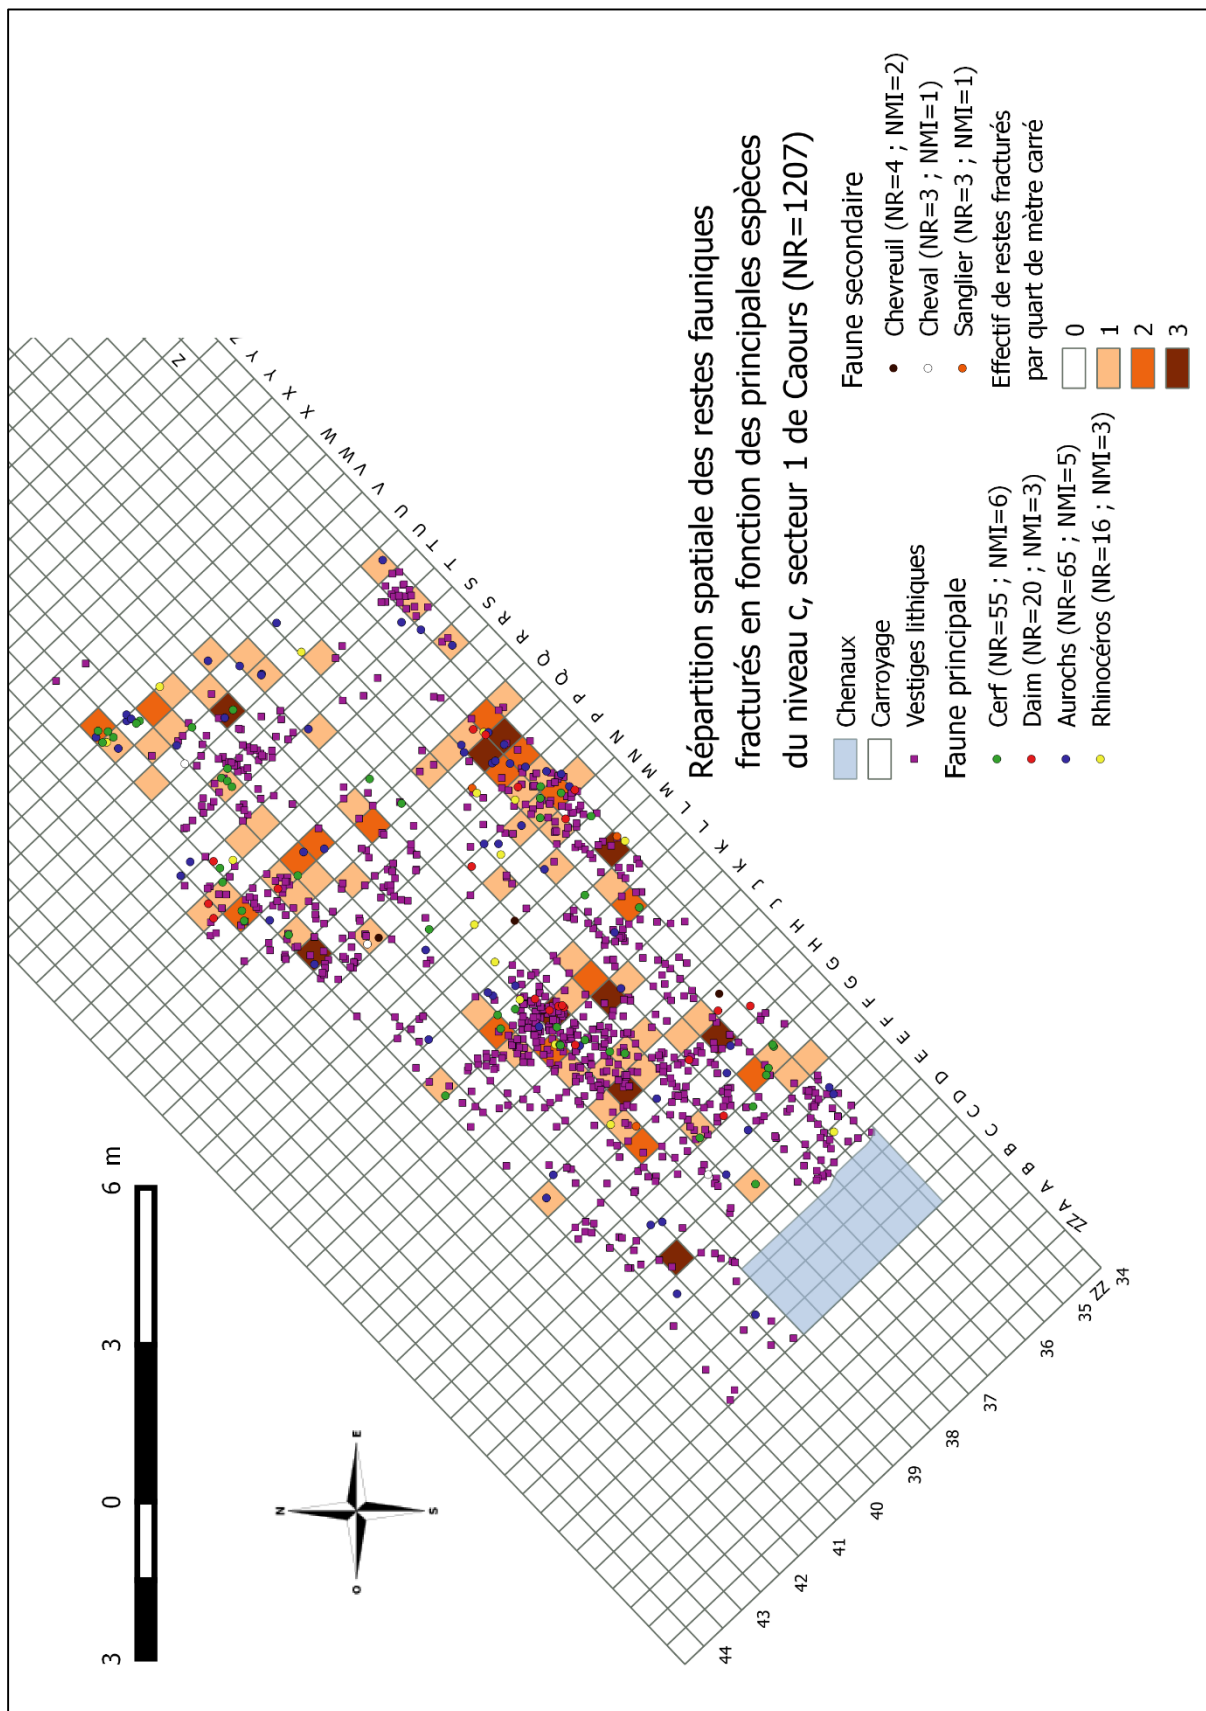 3 0 3 6 m
N
O E
S
Répartition spatiale des restes fauniques
fracturés en fonction des principales espèces
du niveau c, secteur 1 de Caours (NR=1207)
Chenaux
Carroyage
Vestiges lithiques
Faune principale
Cerf (NR=55 ; NMI=6)
Daim (NR=20 ; NMI=3)
Aurochs (NR=65 ; NMI=5)
Rhinocéros (NR=16 ; NMI=3)
Faune secondaire
Chevreuil (NR=4 ; NMI=2)
Cheval (NR=3 ; NMI=1)
Sanglier (NR=3 ; NMI=1)
Effectif de restes fracturés
par quart de mètre carré
0
1
2
3
44 43 42 41 40 39 38 37 36 35 34
ZZ
ZZ A A B B C C D D E E F F G G H H J J K K L L M M N N P P Q Q R R S S T T U U V V W W X X Y Y Z
Z